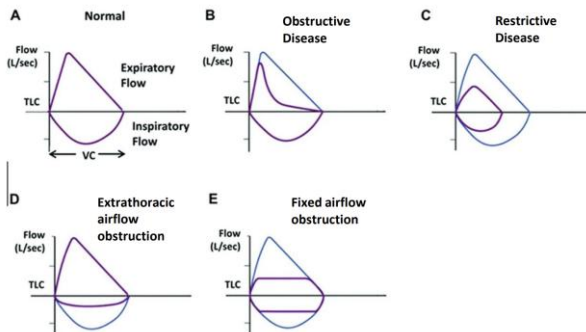 A
Normal
Flow
(L/sec)
Expiratory
Flow
TLC
Inspiratory
Flow
VC
B
Obstructive
Disease
Flow
(L/sec)
TLC
C
Restrictive
Disease
Flow
(L/sec)
TLC
D
Extrathoracic
airflow
obstruction
Flow
(L/sec)
TLC
E
Fixed airflow
obstruction
Flow
(L/sec)
TLC